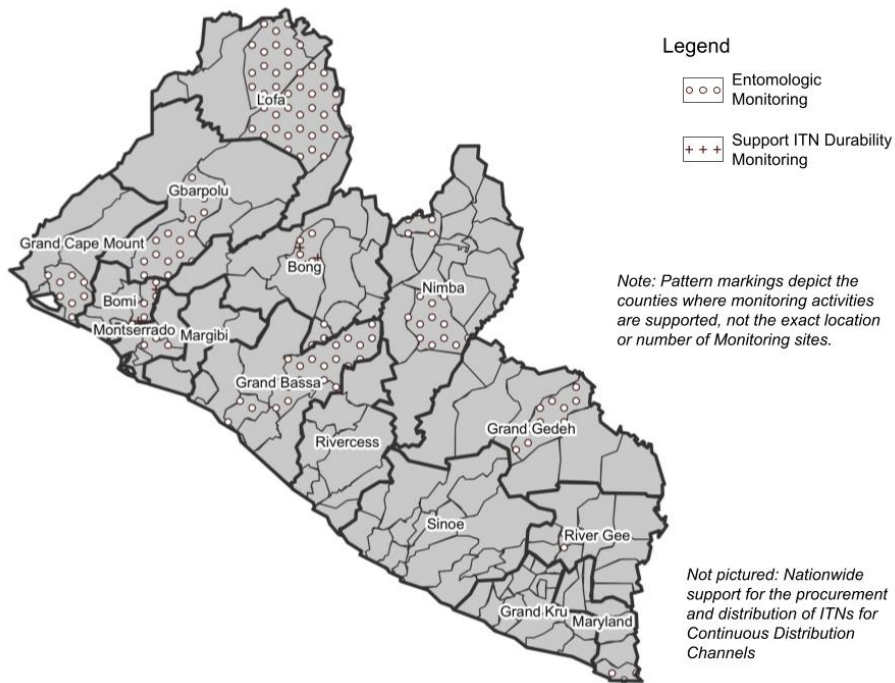 Legend
Entomologic
Monitoring
Support ITN Durability
Monitoring
Lofa
Gbarpolu
Grand Cape Mount
Bong
Bomi
Nimba
Montserrado
Margibi
Grand Bassa
Rivercess
Grand Gedeh
Sinoe
River Gee
Grand Kru
Maryland
Note: Pattern markings depict the
counties where monitoring activities
are supported, not the exact location
or number of Monitoring sites.
Not pictured: Nationwide
support for the procurement
and distribution of ITNs for
Continuous Distribution
Channels